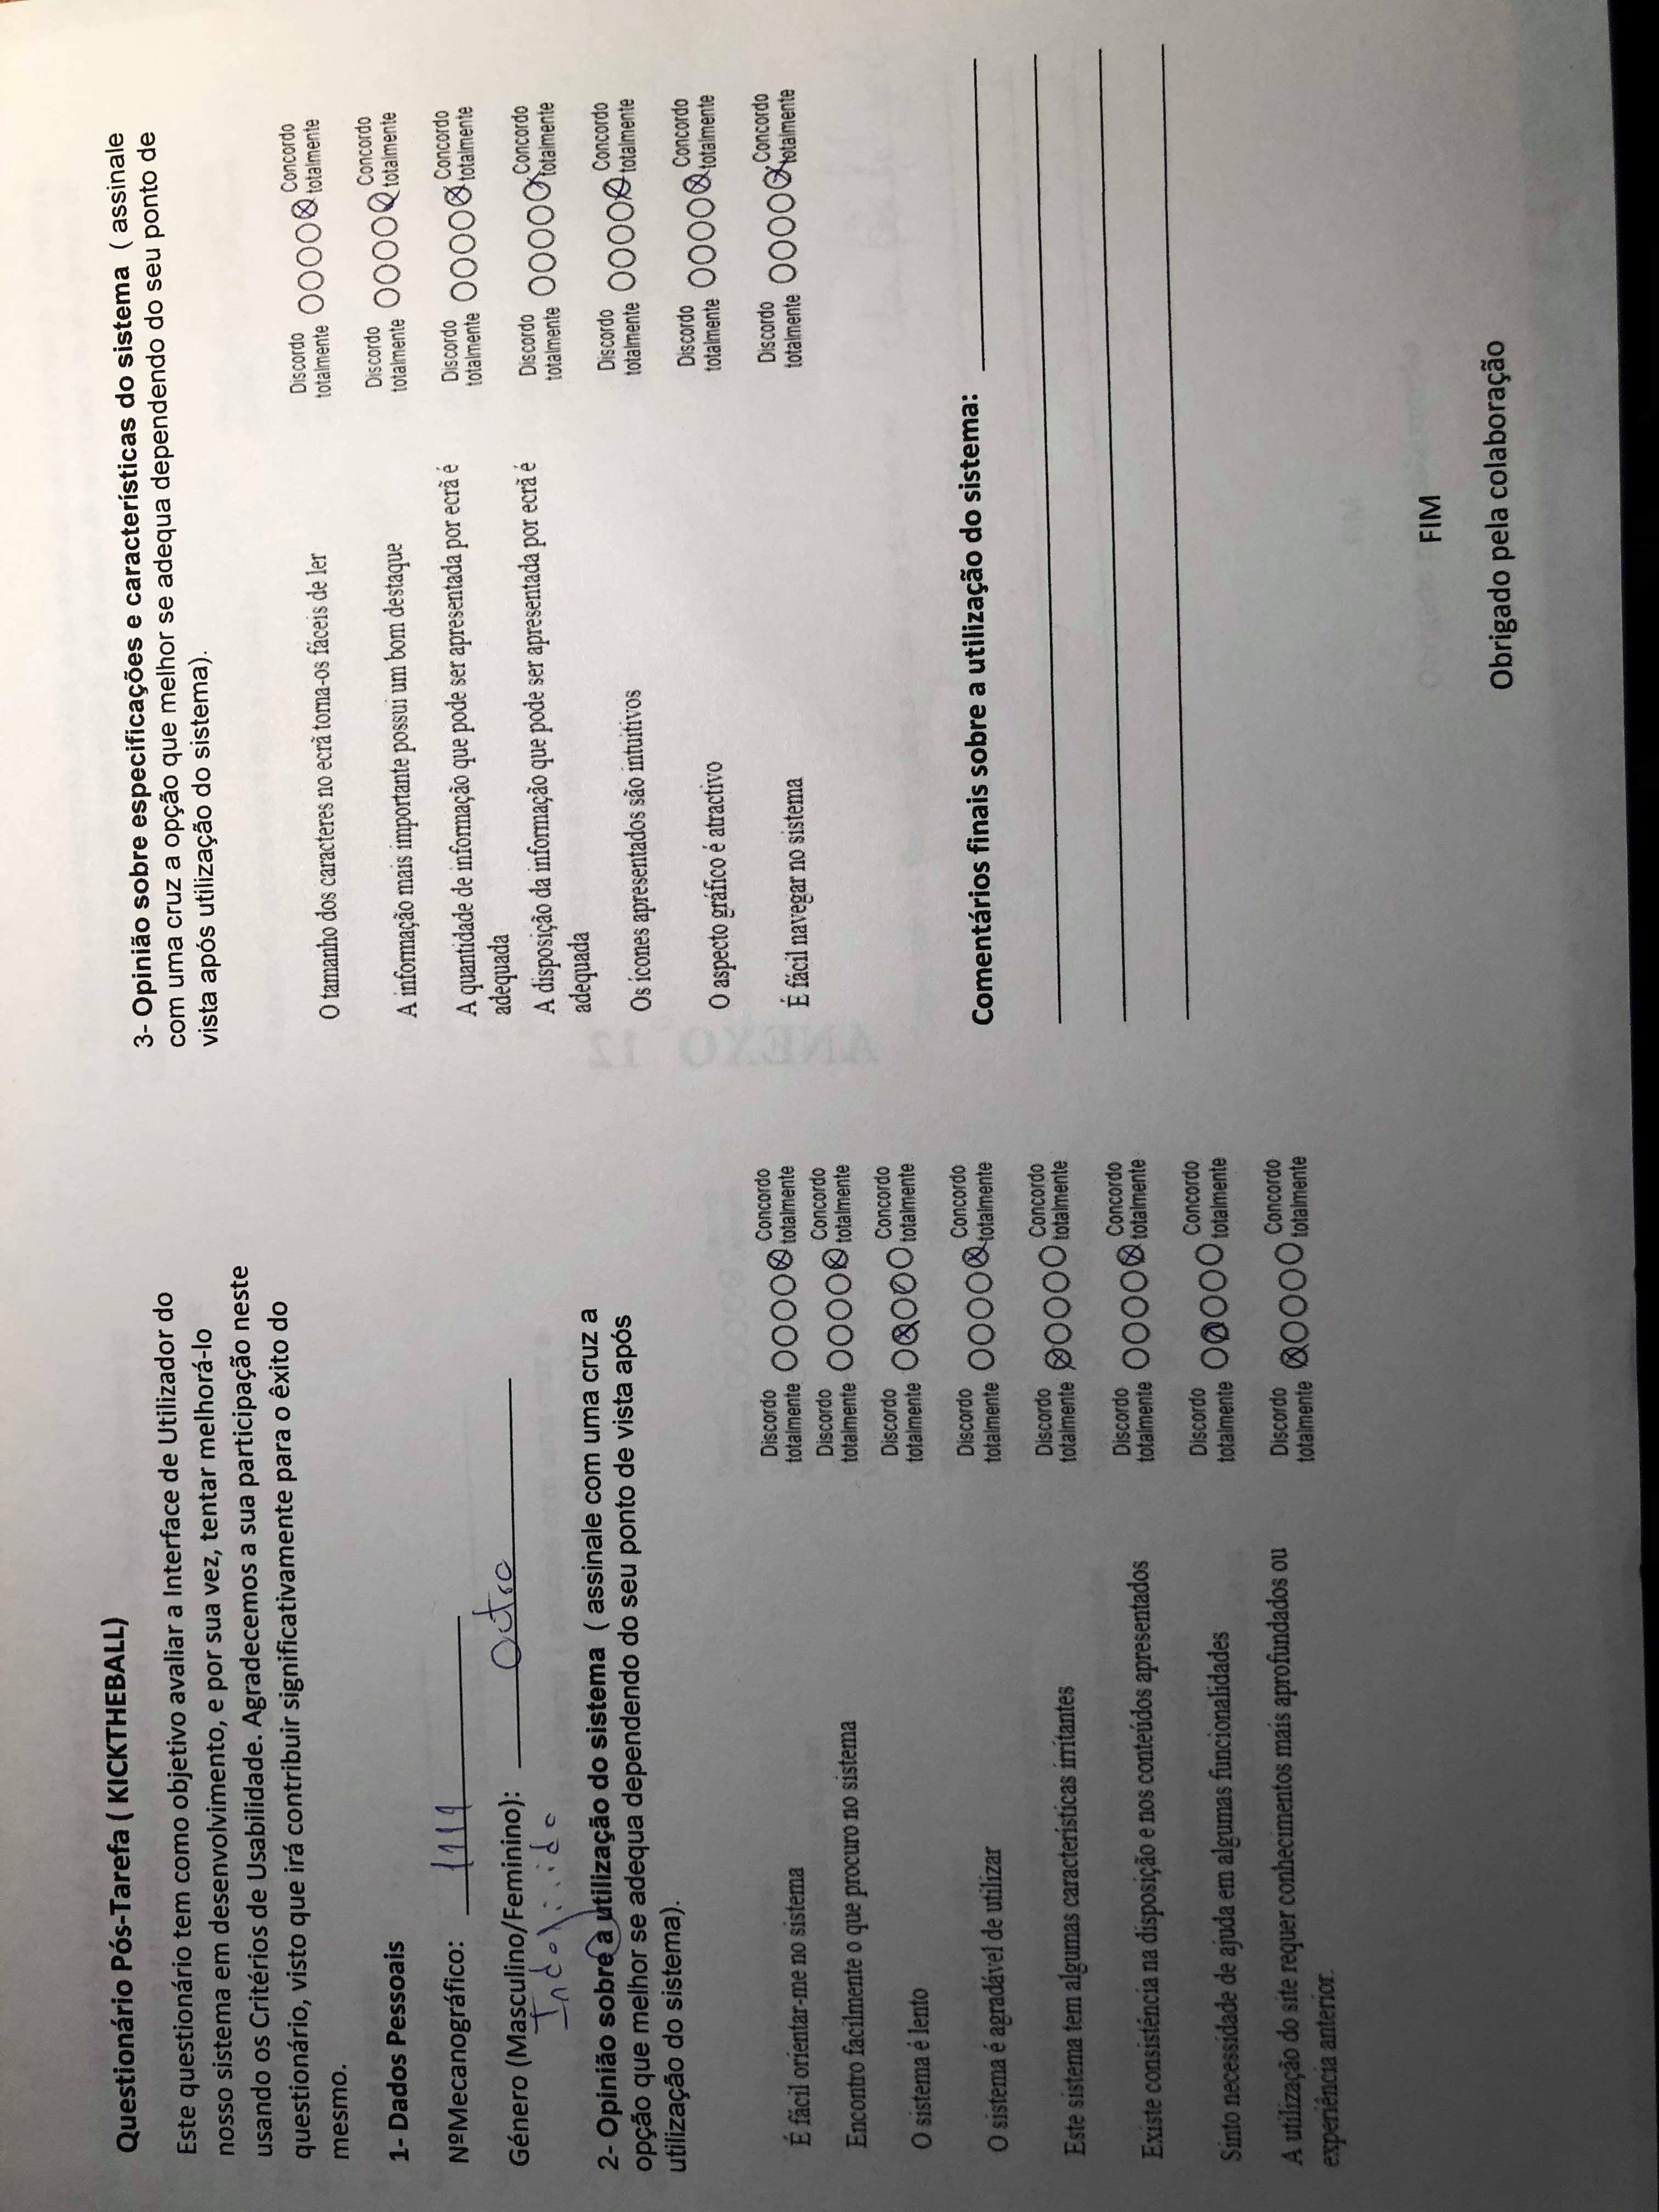 Questionário Pós-Tarefa ( KICKTHEBALL)
Este questionário tem como objetivo avaliar a Interface de Utilizador do
nosso sistema em desenvolvimento, e por sua vez, tentar melhorá-lo
usando os Critérios de Usabilidade. Agradecemos a sua participação neste
questionário, visto que irá contribuir significativamente para o êxito do
mesmo.
1- Dados Pessoais
NºMecanográfico: 1111
Género (Masculino/Feminino): Outro
2- Opinião sobre a utilização do sistema ( assinale com uma cruz a
opção que melhor se adequa dependendo do seu ponto de vista após
utilização do sistema).
É fácil orientar-me no sistema Discordo totalmente Concordo totalmente
Encontro facilmente o que procuro no sistema Discordo totalmente Concordo totalmente
O sistema é lento Discordo totalmente Concordo totalmente
O sistema é agradável de utilizar Discordo totalmente Concordo totalmente
Este sistema tem algumas características irritantes Discordo totalmente Concordo totalmente
Existe consistência na disposição e nos conteúdos apresentados Discordo totalmente Concordo totalmente
Sinto necessidade de ajuda em algumas funcionalidades Discordo totalmente Concordo totalmente
A utilização do site requer conhecimentos mais aprofundados ou Discordo totalmente Concordo totalmente
experiência anterior.
3- Opinião sobre especificações e características do sistema ( assinale
com uma cruz a opção que melhor se adequa dependendo do seu ponto de
vista após utilização do sistema).
O tamanho dos caracteres no ecrã torna-os fáceis de ler Discordo totalmente Concordo totalmente
A informação mais importante possui um bom destaque Discordo totalmente Concordo totalmente
A quantidade de informação que pode ser apresentada por ecrã é Discordo totalmente Concordo totalmente
adequada
A disposição da informação que pode ser apresentada por ecrã é Discordo totalmente Concordo totalmente
adequada
Os ícones apresentados são intuitivos Discordo totalmente Concordo totalmente
O aspecto gráfico é atractivo Discordo totalmente Concordo totalmente
É fácil navegar no sistema Discordo totalmente Concordo totalmente
Comentários finais sobre a utilização do sistema:
FIM
Obrigado pela colaboração
ANEXO 12